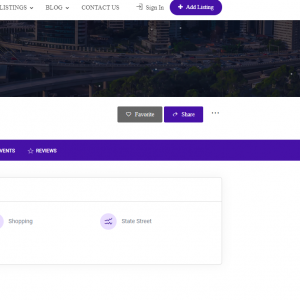 LISTINGS BLOG CONTACT US Sign In Add Listing
Favorite Share
VENTS REVIEWS
Shopping State Street